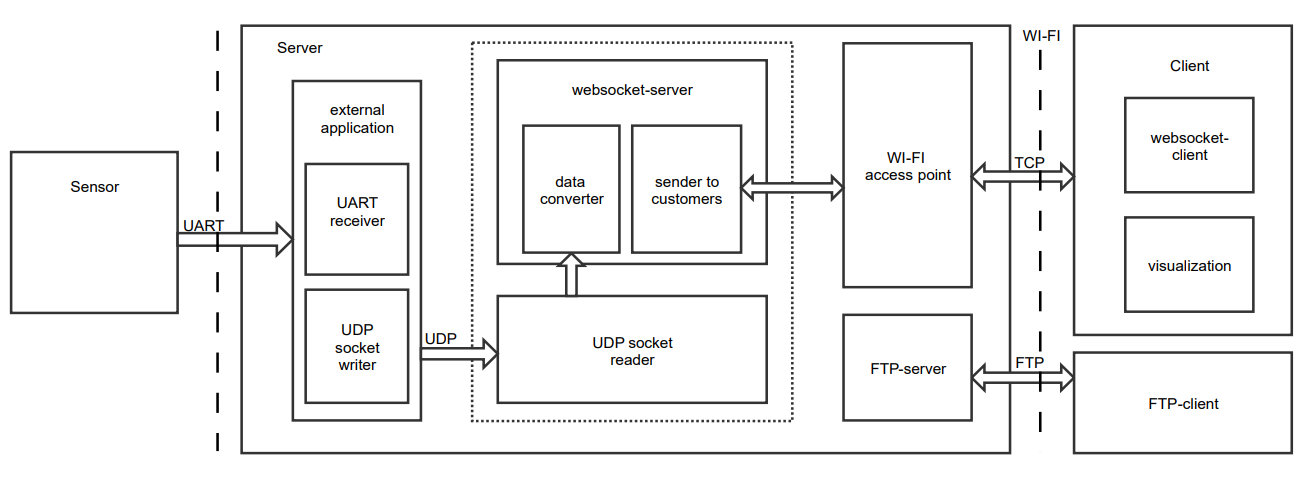 Server
WI-FI
Client
external
application
websocket-server
websocket-
client
Sensor
UART
receiver
data
converter
sender to
customers
WI-FI
access point
TCP
UART
visualization
UDP
socket
writer
UDP
UDP socket
reader
FTP-server
FTP
FTP-client